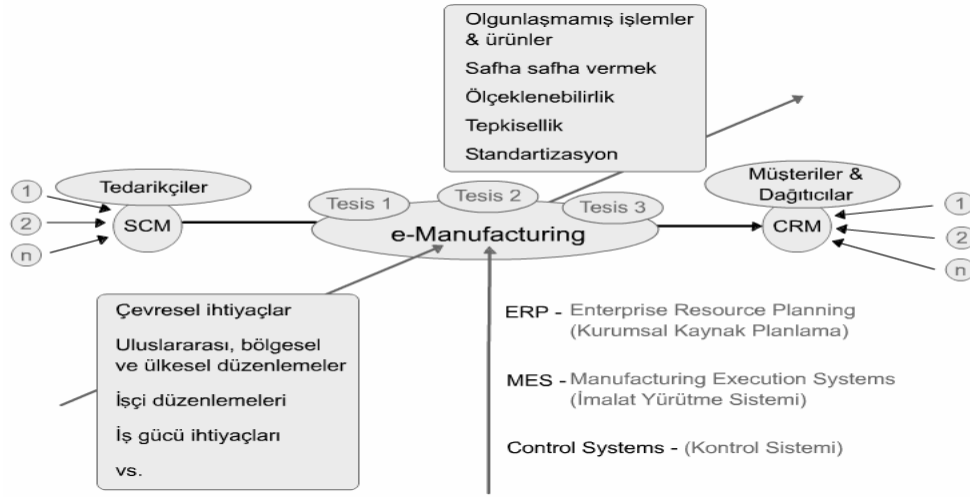 Olgunlaşmamış işlemler
& ürünler
Safha safha vermek
Ölçeklenebilirlik
Tepkisellik
Standartizasyon
Tedarikçiler
SCM
1
2
n
Tesis 1
Tesis 2
Tesis 3
e-Manufacturing
Müşteriler &
Dağıtıcılar
CRM
1
2
n
Çevresel ihtiyaçlar
Uluslararası, bölgesel
ve ülkesel düzenlemeler
İşçi düzenlemeleri
İş gücü ihtiyaçları
vs.
ERP - Enterprise Resource Planning
(Kurumsal Kaynak Planlama)
MES - Manufacturing Execution Systems
(İmalat Yürütme Sistemi)
Control Systems - (Kontrol Sistemi)